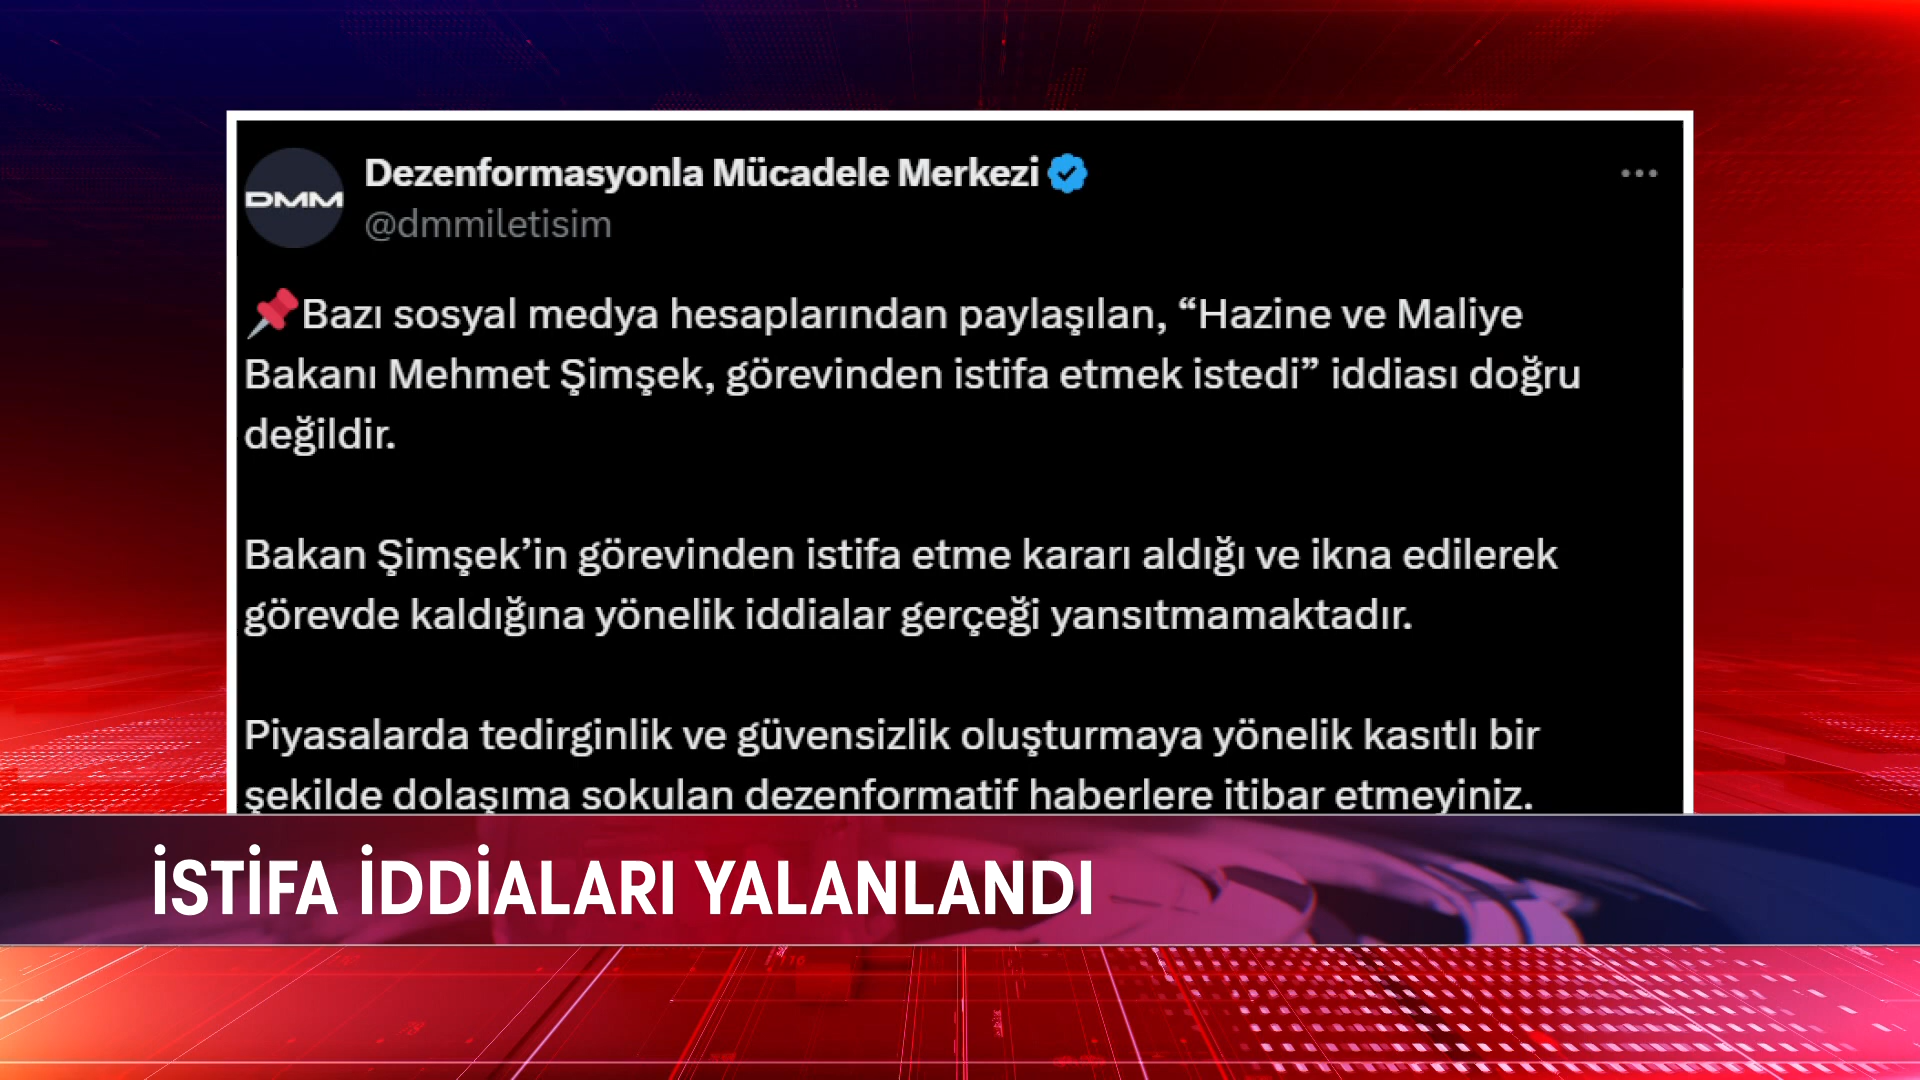 DMM
Dezenformasyonla Mücadele Merkezi
@dmmiletisim
📌Bazı sosyal medya hesaplarından paylaşılan, “Hazine ve Maliye
Bakanı Mehmet Şimşek, görevinden istifa etmek istedi” iddiası doğru
değildir.
Bakan Şimşek’in görevinden istifa etme kararı aldığı ve ikna edilerek
görevde kaldığına yönelik iddialar gerçeği yansıtmamaktadır.
Piyasalarda tedirginlik ve güvensizlik oluşturmaya yönelik kasıtlı bir
şekilde dolaşıma sokulan dezenformatif haberlere itibar etmeyiniz.
İSTİFA İDDİALARI YALANLANDI